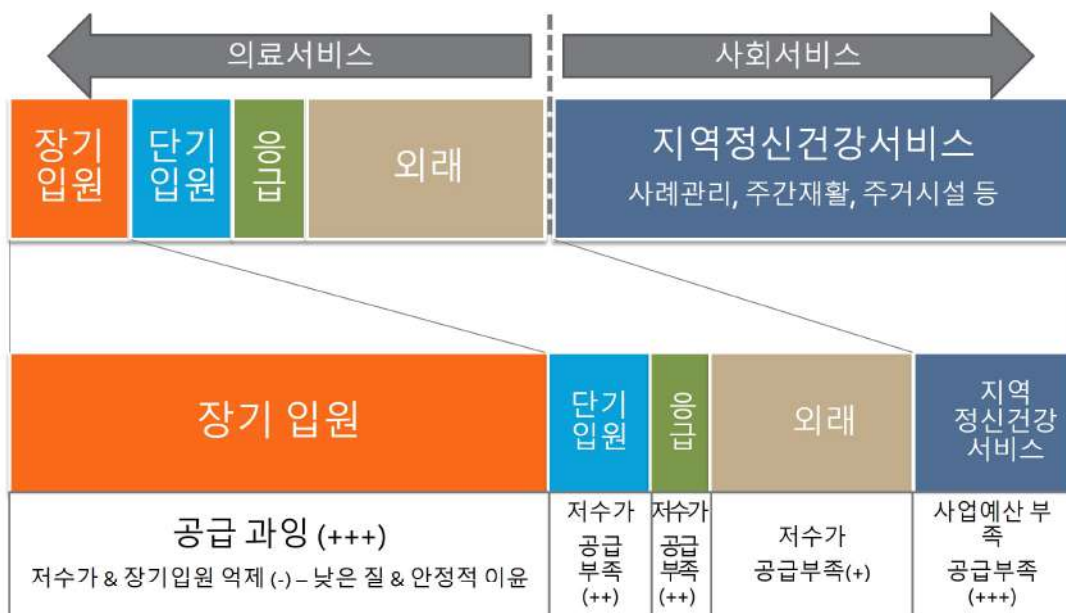 의료서비스
사회서비스
장기
입원
단기
입원
응
급
외래
지역정신건강서비스
사례관리, 주간재활, 주거시설 등
장기 입원
단기
입원
응
급
외래
지역
정신건강
서비스
공급 과잉 (+++)
저수가 & 장기입원 억제 (-) – 낮은 질 & 안정적 이윤
저수가
공급
부족
(++)
저수가
공급
부족
(++)
저수가
공급부족(+)
사업예산 부
족
공급부족
(+++)